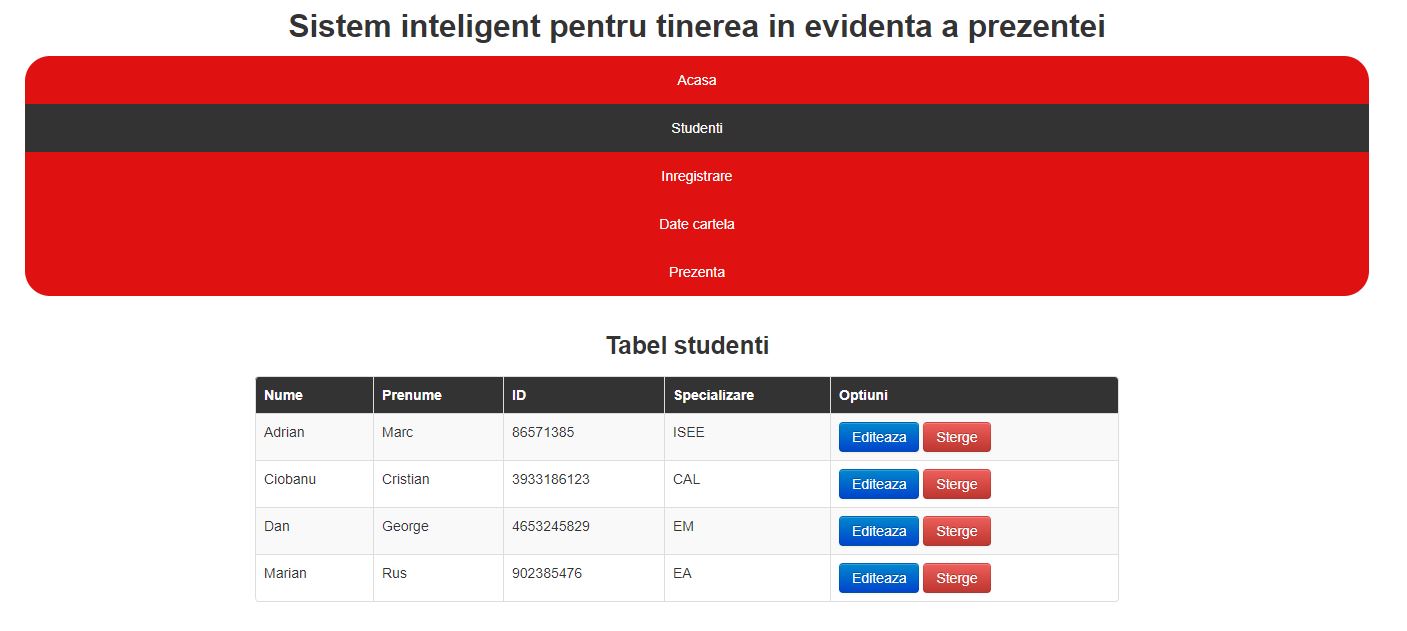 Sistem inteligent pentru tinerea in evidenta a prezentei
Acasa
Studenti
Inregistrare
Date cartela
Prezenta
Tabel studenti
Nume Prenume ID Specializare Optiuni
Adrian Marc 86571385 ISEE Editeaza Sterge
Ciobanu Cristian 3933186123 CAL Editeaza Sterge
Dan George 4653245829 EM Editeaza Sterge
Marian Rus 902385476 EA Editeaza Sterge